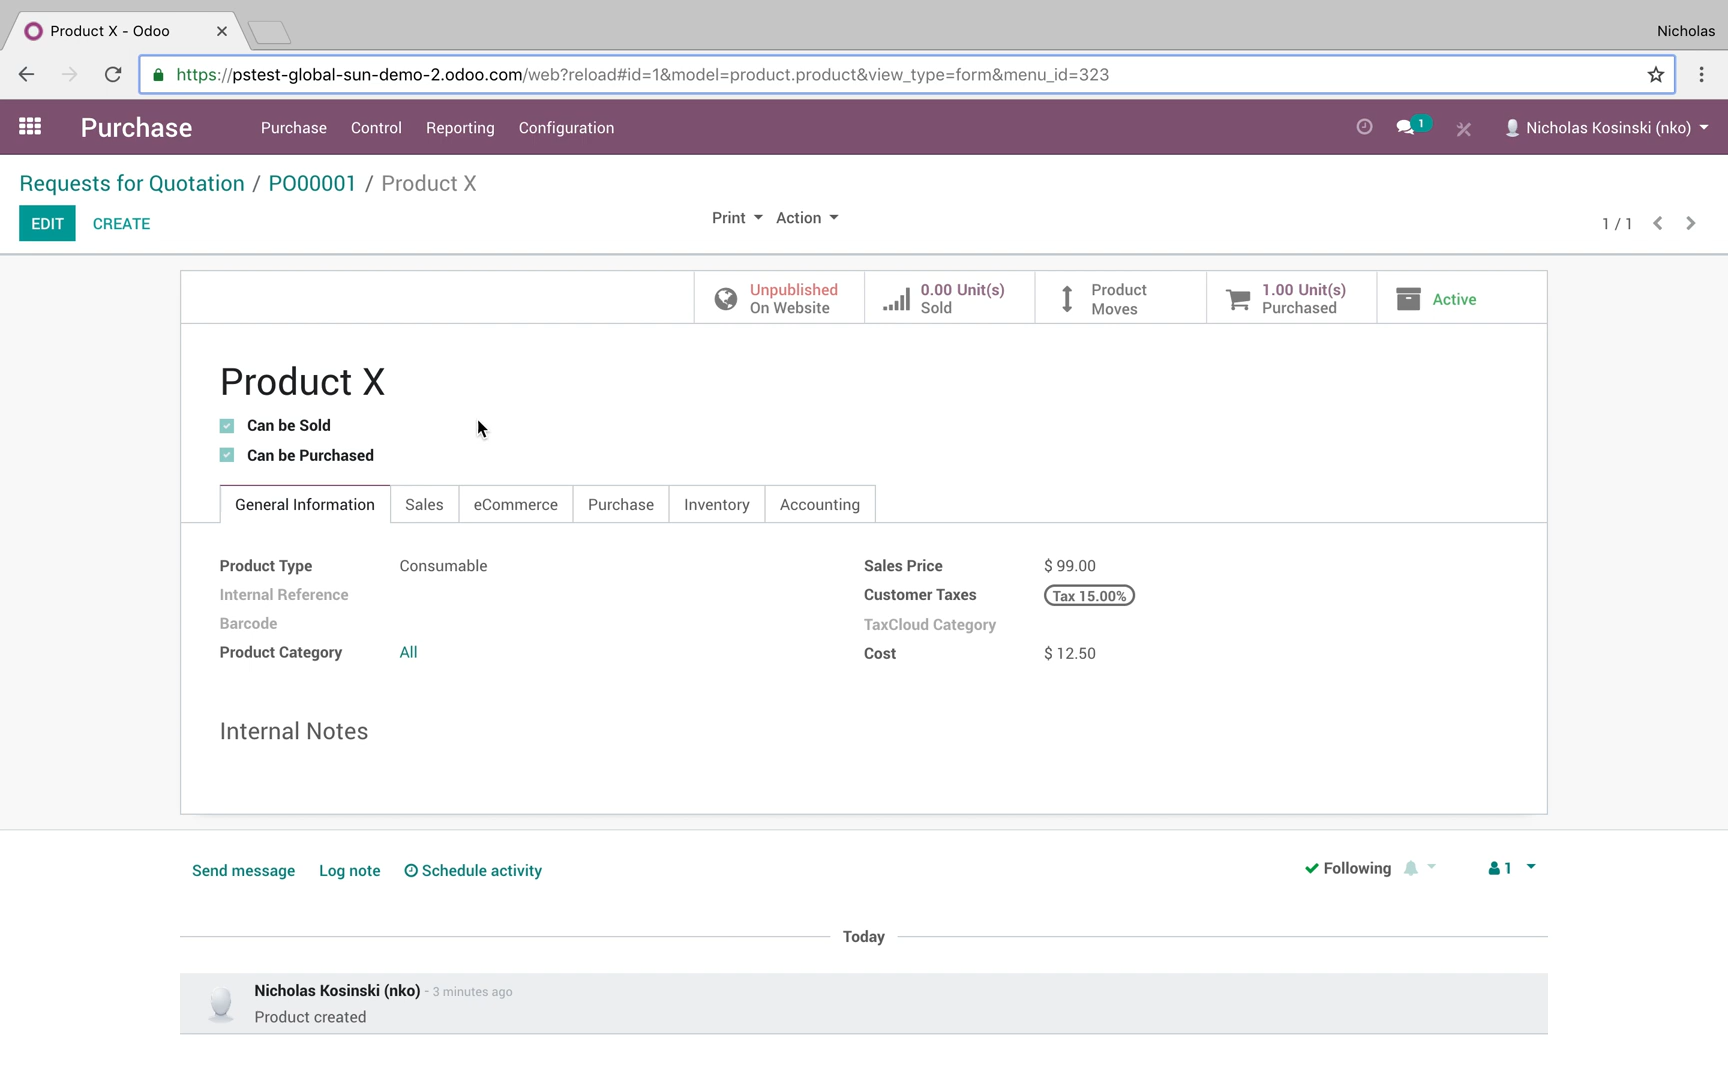 Product X - Odoo
Nicholas
https://pstest-global-sun-demo-2.odoo.com/web?reload#id=1&model=product.product&view_type=form&menu_id=323
Purchase Purchase Control Reporting Configuration 1 Nicholas Kosinski (nko)
Requests for Quotation / PO00001 / Product X
EDIT CREATE Print Action 1 / 1
Unpublished
On Website
0.00 Unit(s)
Sold
Product
Moves
1.00 Unit(s)
Purchased
Active
Product X
Can be Sold
Can be Purchased
General Information Sales eCommerce Purchase Inventory Accounting
Product Type Consumable
Internal Reference
Barcode
Product Category All
Sales Price $ 99.00
Customer Taxes Tax 15.00%
TaxCloud Category
Cost $ 12.50
Internal Notes
Send message Log note Schedule activity Following 1
Today
Nicholas Kosinski (nko) - 3 minutes ago
Product created